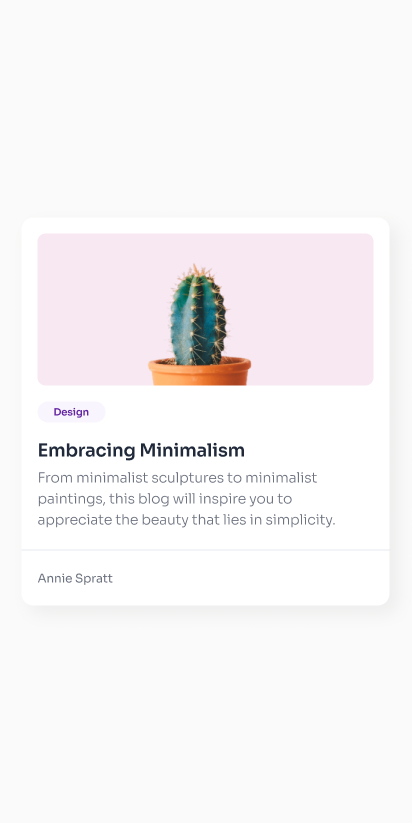 Design
Embracing Minimalism
From minimalist sculptures to minimalist
paintings, this blog will inspire you to
appreciate the beauty that lies in simplicity.
Annie Spratt